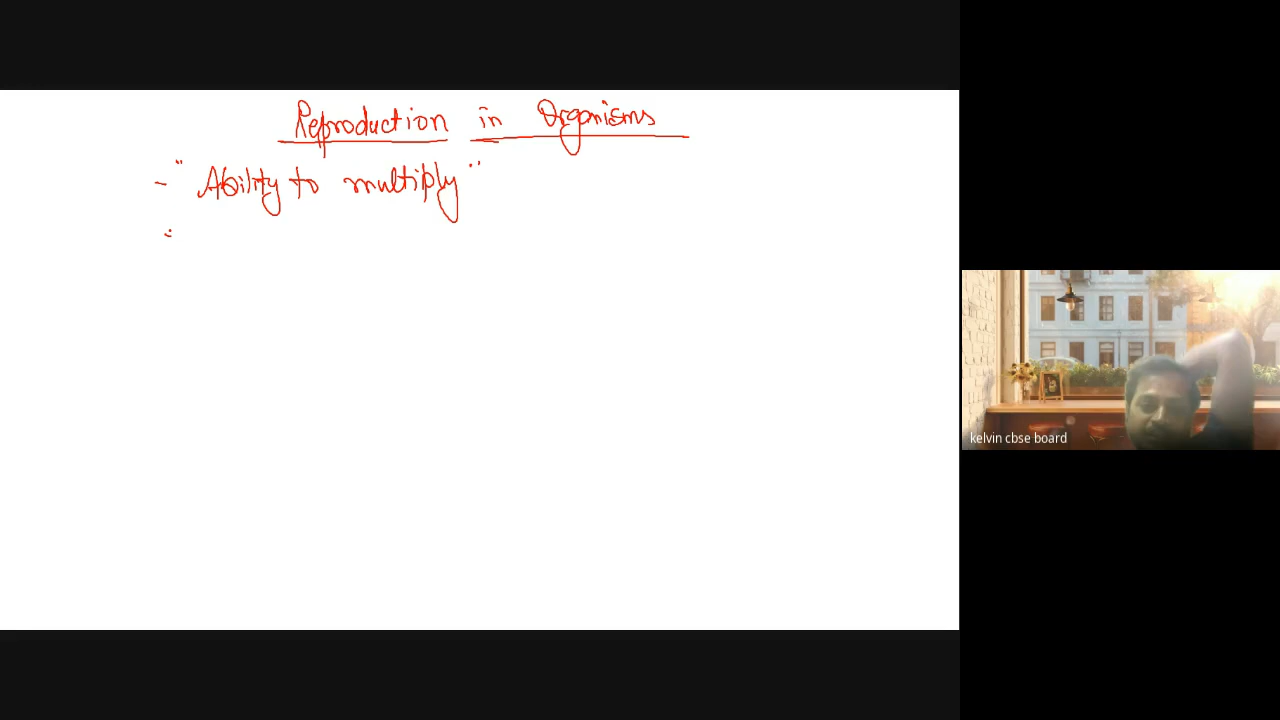 Reproduction in Organisms
- "Ability to multiply"
kelvin cbse board